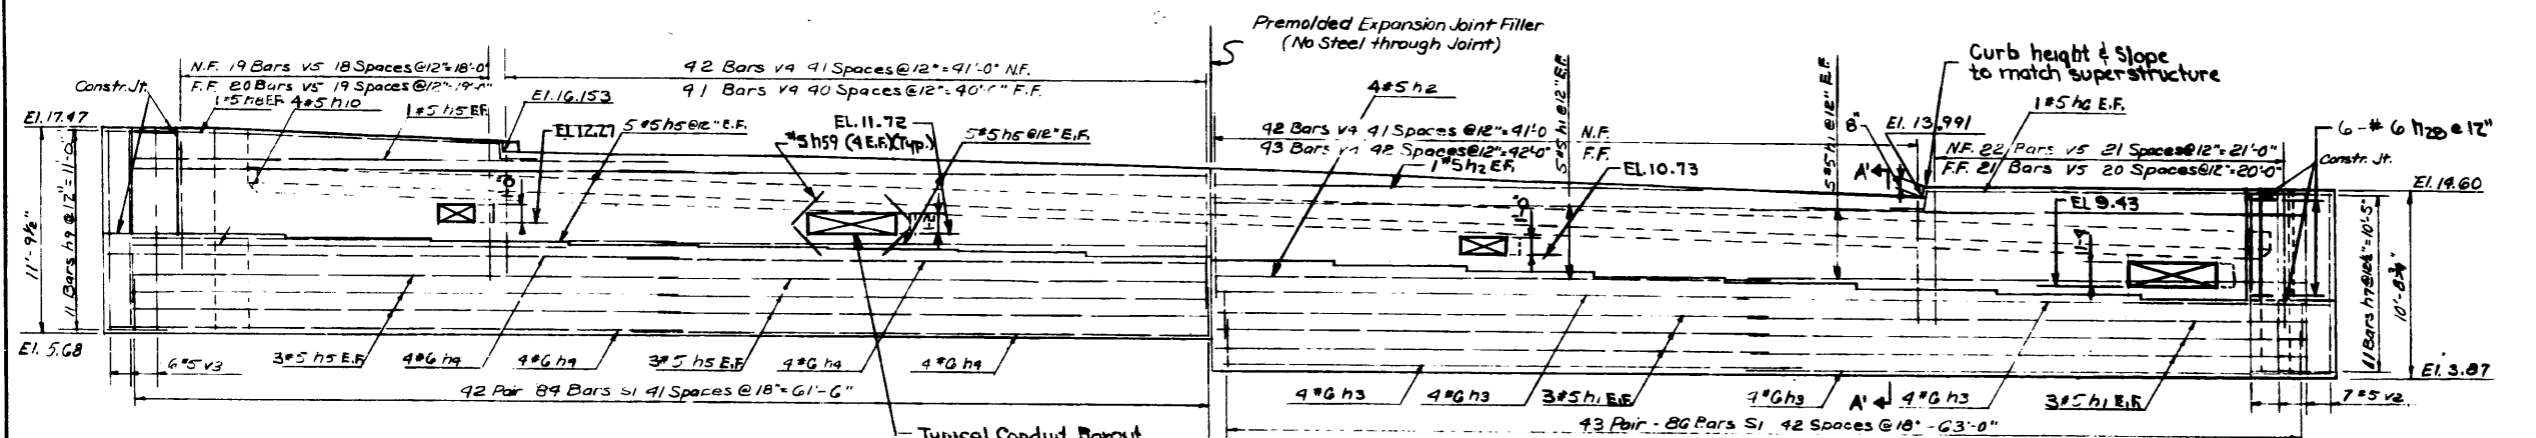 Premolded Expansion Joint Filler
(No Steel through Joint)
S
Curb height & Slope
to match superstructure
N.F. 19 Bars v5 18 Spaces @12"=18'-0"
F.F. 20 Bars v5 19 Spaces @12"=19'-0"
42 Bars v4 41 Spaces @12"=41'-0" N.F.
41 Bars v4 40 Spaces @12"=40'-0" F.F.
Constr. Jt.
1#5 h8 E.F.
4#5 h10
1#5 h5 E.F.
El. 16.153
El. 17.47
EL 12.27
5#5 h5 @12" E.F.
EL. 11.72
#5 h59 (4 E.F.)(Typ.)
5#5 h5 @12" E.F.
4#5 h2
5#5 h1 @12" E.F.
5#5 h1 @12" E.F.
1#5 h6 E.F.
8"
El. 13.991
6-#6 h28 @12"
42 Bars v4 41 Spaces @12"=41'-0 N.F.
43 Bars v4 42 Spaces @12"=42'-0" F.F.
1#5 h2 E.F.
N.F. 22 Bars v5 21 Spaces @12"=21'-0"
F.F. 21 Bars v5 20 Spaces @12"=20'-0"
Constr. Jt.
A'
EL. 10.73
El. 14.60
EL 9.43
11'-9½"
11 Bars h9 @12"=11'-0"
10'-8¾"
El. 5.68
6#5 v3
3#5 h5 E.F.
4#6 h4
4#6 h4
3#5 h5 E.F.
4#6 h4
4#6 h4
El. 3.87
42 Pair 84 Bars S1 41 Spaces @18"=61'-6"
4#6 h3
4#6 h3
3#5 h1 E.F.
4#6 h3
A'
4#6 h3
3#5 h1 E.F.
7#5 v2
43 Pair - 86 Bars S1 42 Spaces @18" - 63'-0"
Typical Conduit